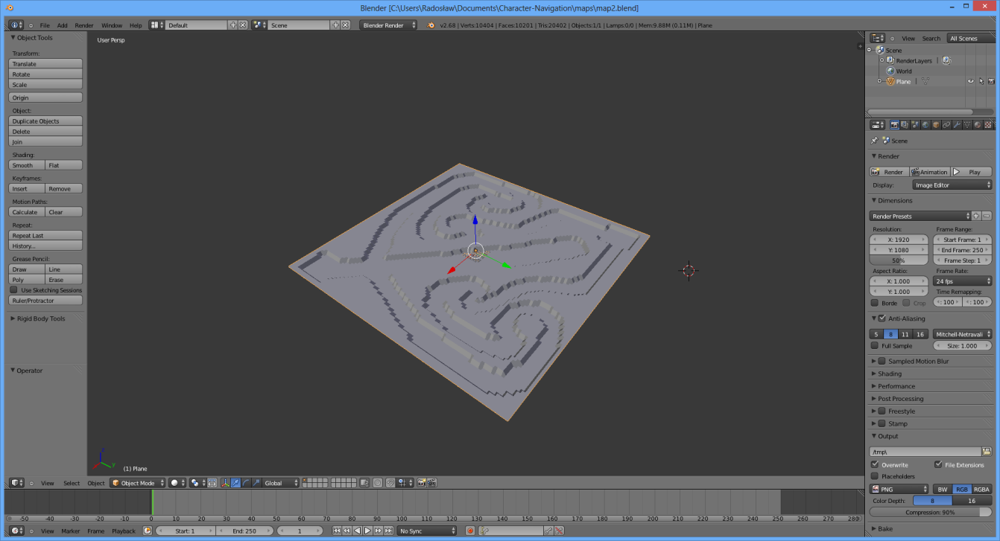 Blender [C:\Users\Radosław\Documents\Character-Navigation\maps\map2.blend]
File Add Render Window Help Default Scene Blender Render v2.68 | Verts:10404 | Faces:10201 | Tris:20402 | Objects:1/1 | Lamps:0/0 | Mem:9.88M (0.11M) | Plane
Object Tools
Transform:
Translate
Rotate
Scale
Origin
Object:
Duplicate Objects
Delete
Join
Shading:
Smooth Flat
Keyframes:
Insert Remove
Motion Paths:
Calculate Clear
Repeat:
Repeat Last
History...
Grease Pencil:
Draw Line
Poly Erase
Use Sketching Sessions
Ruler/Protractor
Rigid Body Tools
Operator
User Persp
z
y
(1) Plane
View Select Object Object Mode Global
View Search All Scenes
Scene
RenderLayers
World
Plane
Scene
Render
Render Animation Play
Display: Image Editor
Dimensions
Render Presets
Resolution: Frame Range:
X: 1920 Start Frame: 1
Y: 1080 End Frame: 250
50% Frame Step: 1
Aspect Ratio: Frame Rate:
X: 1.000 24 fps
Y: 1.000 Time Remapping:
Borde Crop :100 :100
Anti-Aliasing
5 8 11 16 Mitchell-Netravali
Full Sample Size: 1.000
Sampled Motion Blur
Shading
Performance
Post Processing
Freestyle
Stamp
Output
/tmp\
Overwrite File Extensions
Placeholders
PNG BW RGB RGBA
Color Depth: 8 16
Compression: 90%
Bake
-50 -40 -30 -20 -10 0 10 20 30 40 50 60 70 80 90 100 110 120 130 140 150 160 170 180 190 200 210 220 230 240 250 260 270 280
View Marker Frame Playback Start: 1 End: 250 1 No Sync